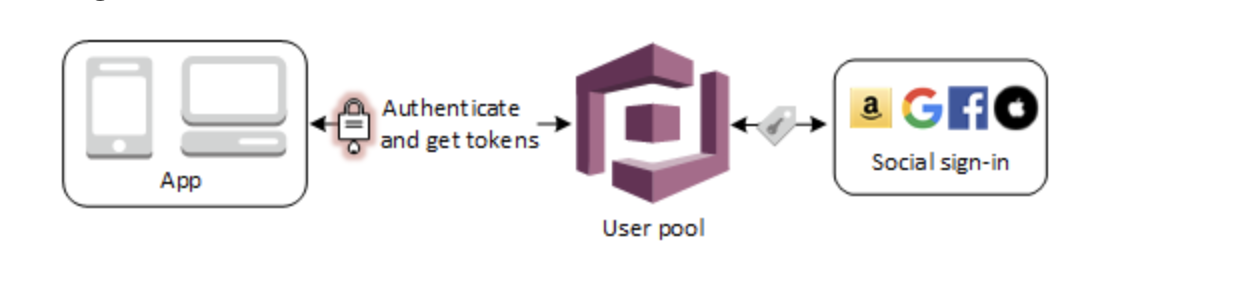 App
Authenticate
and get tokens
User pool
a
G
f
Social sign-in